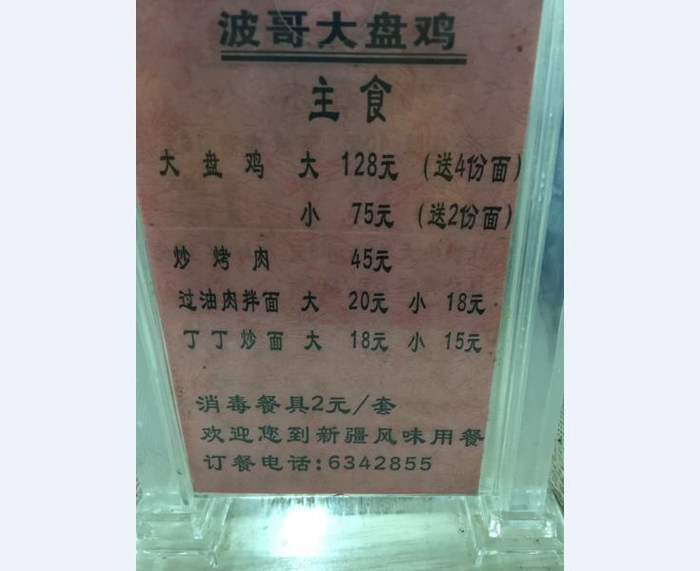 波哥大盘鸡
主食
大盘鸡 大 128元 (送4份面)
小 75元 (送2份面)
炒烤肉 45元
过油肉拌面 大 20元 小 18元
丁丁炒面 大 18元 小 15元
消毒餐具2元/套
欢迎您到新疆风味用餐
订餐电话:6342855